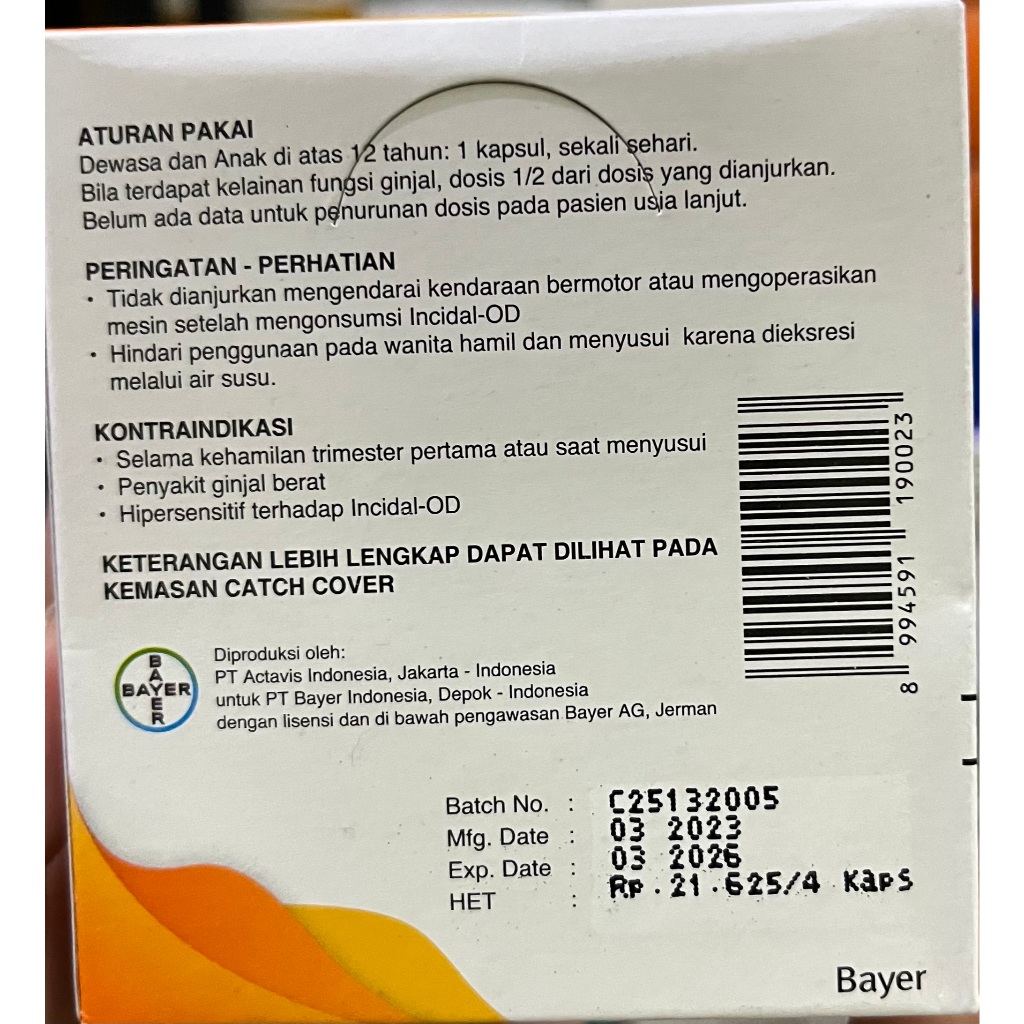 ATURAN PAKAI
Dewasa dan Anak di atas 12 tahun: 1 kapsul, sekali sehari.
Bila terdapat kelainan fungsi ginjal, dosis 1/2 dari dosis yang dianjurkan.
Belum ada data untuk penurunan dosis pada pasien usia lanjut.
PERINGATAN - PERHATIAN
• Tidak dianjurkan mengendarai kendaraan bermotor atau mengoperasikan
mesin setelah mengonsumsi Incidal-OD
• Hindari penggunaan pada wanita hamil dan menyusui karena dieksresi
melalui air susu.
KONTRAINDIKASI
• Selama kehamilan trimester pertama atau saat menyusui
• Penyakit ginjal berat
• Hipersensitif terhadap Incidal-OD
KETERANGAN LEBIH LENGKAP DAPAT DILIHAT PADA
KEMASAN CATCH COVER
8 994591 190023
BAYER
BAYER
Diproduksi oleh:
PT Actavis Indonesia, Jakarta - Indonesia
untuk PT Bayer Indonesia, Depok - Indonesia
dengan lisensi dan di bawah pengawasan Bayer AG, Jerman
Batch No. : C25132005
Mfg. Date : 03 2023
Exp. Date : 03 2026
HET : Rp . 21 .625/4 Kaps
Bayer